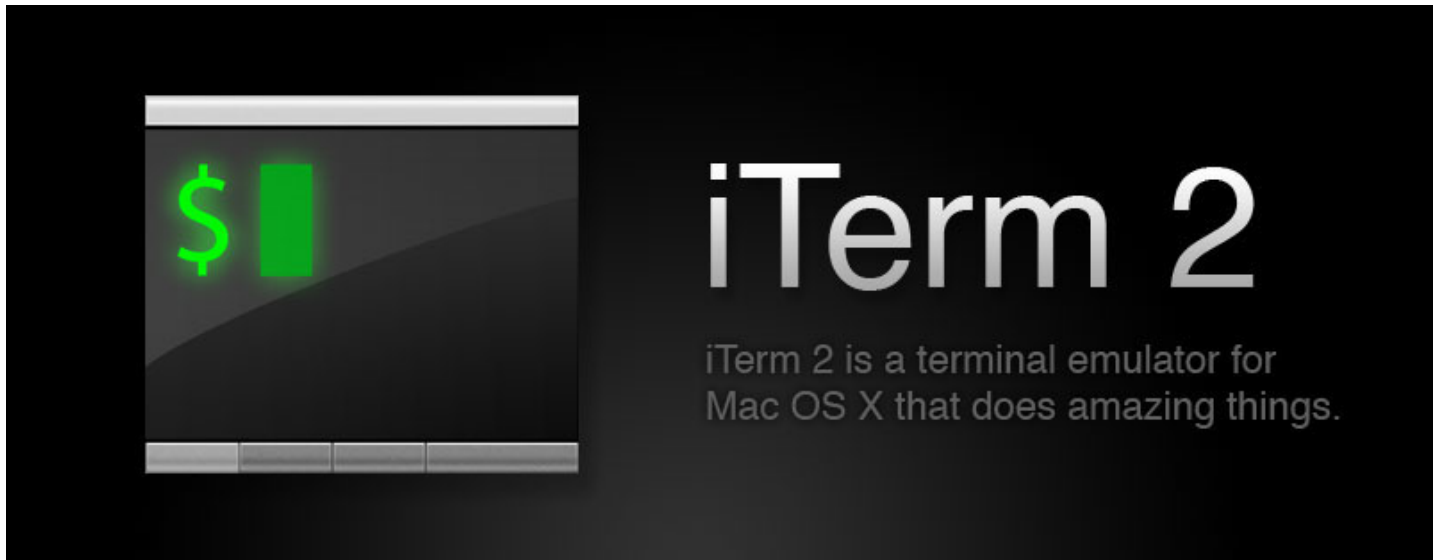 $
iTerm 2
iTerm 2 is a terminal emulator for
Mac OS X that does amazing things.